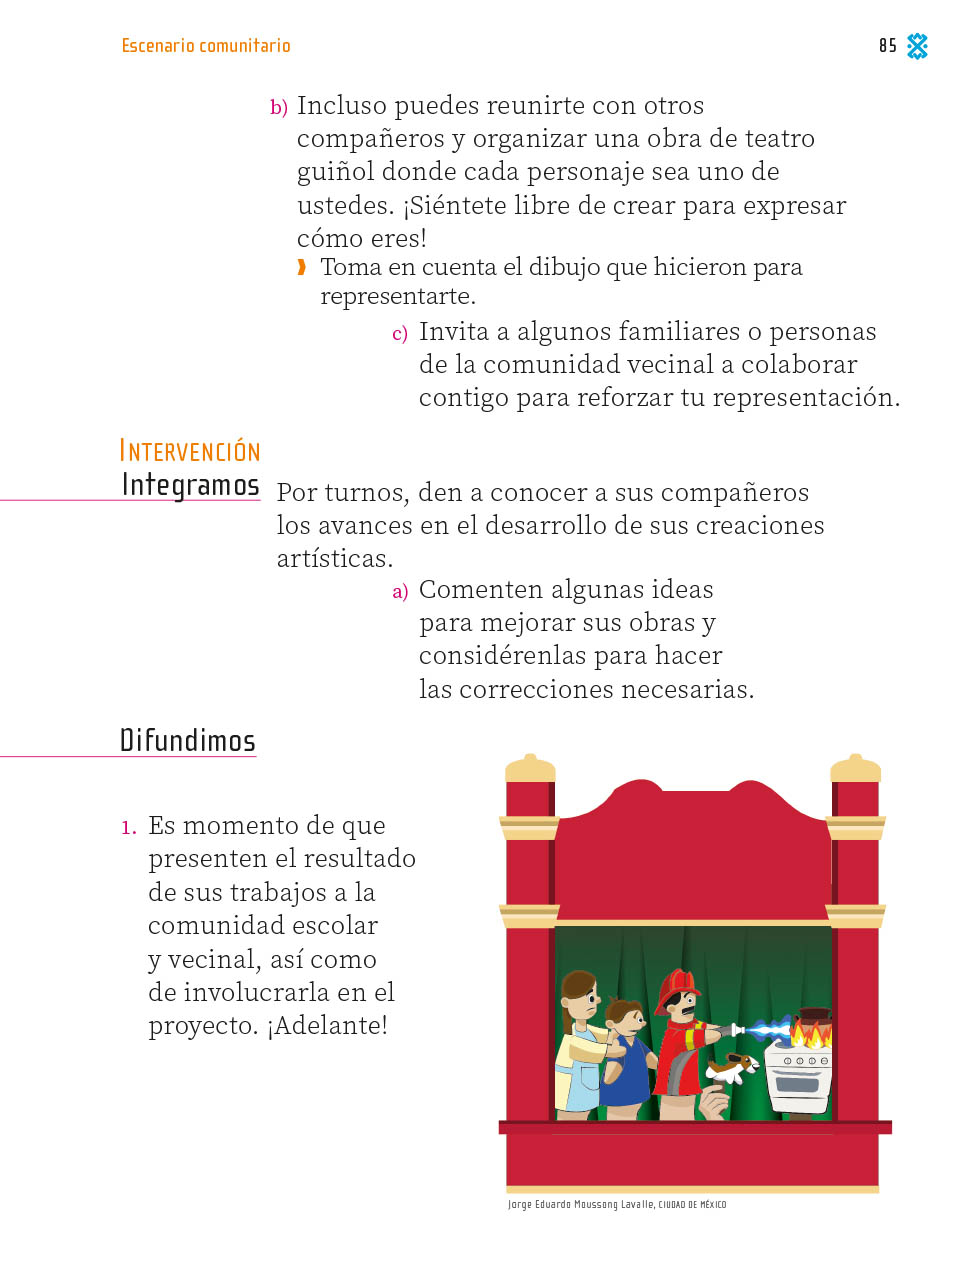 Escenario comunitario
85
b) Incluso puedes reunirte con otros
compañeros y organizar una obra de teatro
guiñol donde cada personaje sea uno de
ustedes. ¡Siéntete libre de crear para expresar
cómo eres!
Toma en cuenta el dibujo que hicieron para
representarte.
c) Invita a algunos familiares o personas
de la comunidad vecinal a colaborar
contigo para reforzar tu representación.
INTERVENCIÓN
Integramos
Por turnos, den a conocer a sus compañeros
los avances en el desarrollo de sus creaciones
artísticas.
a) Comenten algunas ideas
para mejorar sus obras y
considérenlas para hacer
las correcciones necesarias.
Difundimos
1. Es momento de que
presenten el resultado
de sus trabajos a la
comunidad escolar
y vecinal, así como
de involucrarla en el
proyecto. ¡Adelante!
Jorge Eduardo Moussong Lavalle, CIUDAD DE MÉXICO